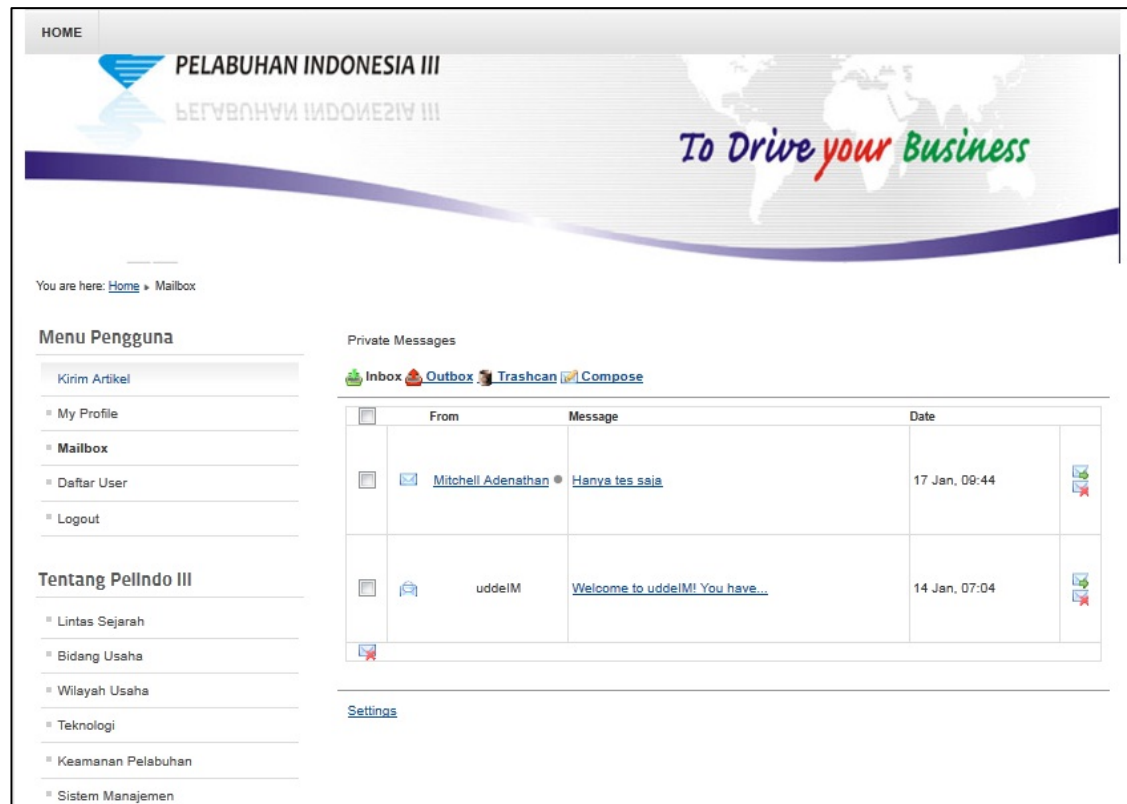 HOME
PELABUHAN INDONESIA III
PELABUHAN INDONESIA III
To Drive your Business
You are here: Home ▸ Mailbox
Menu Pengguna
Kirim Artikel
My Profile
Mailbox
Daftar User
Logout
Tentang Pelindo III
Lintas Sejarah
Bidang Usaha
Wilayah Usaha
Teknologi
Keamanan Pelabuhan
Sistem Manajemen
Private Messages
Inbox Outbox Trashcan Compose
From Message Date
Mitchell Adenathan Hanya tes saja 17 Jan, 09:44
uddeIM Welcome to uddeIM! You have... 14 Jan, 07:04
Settings